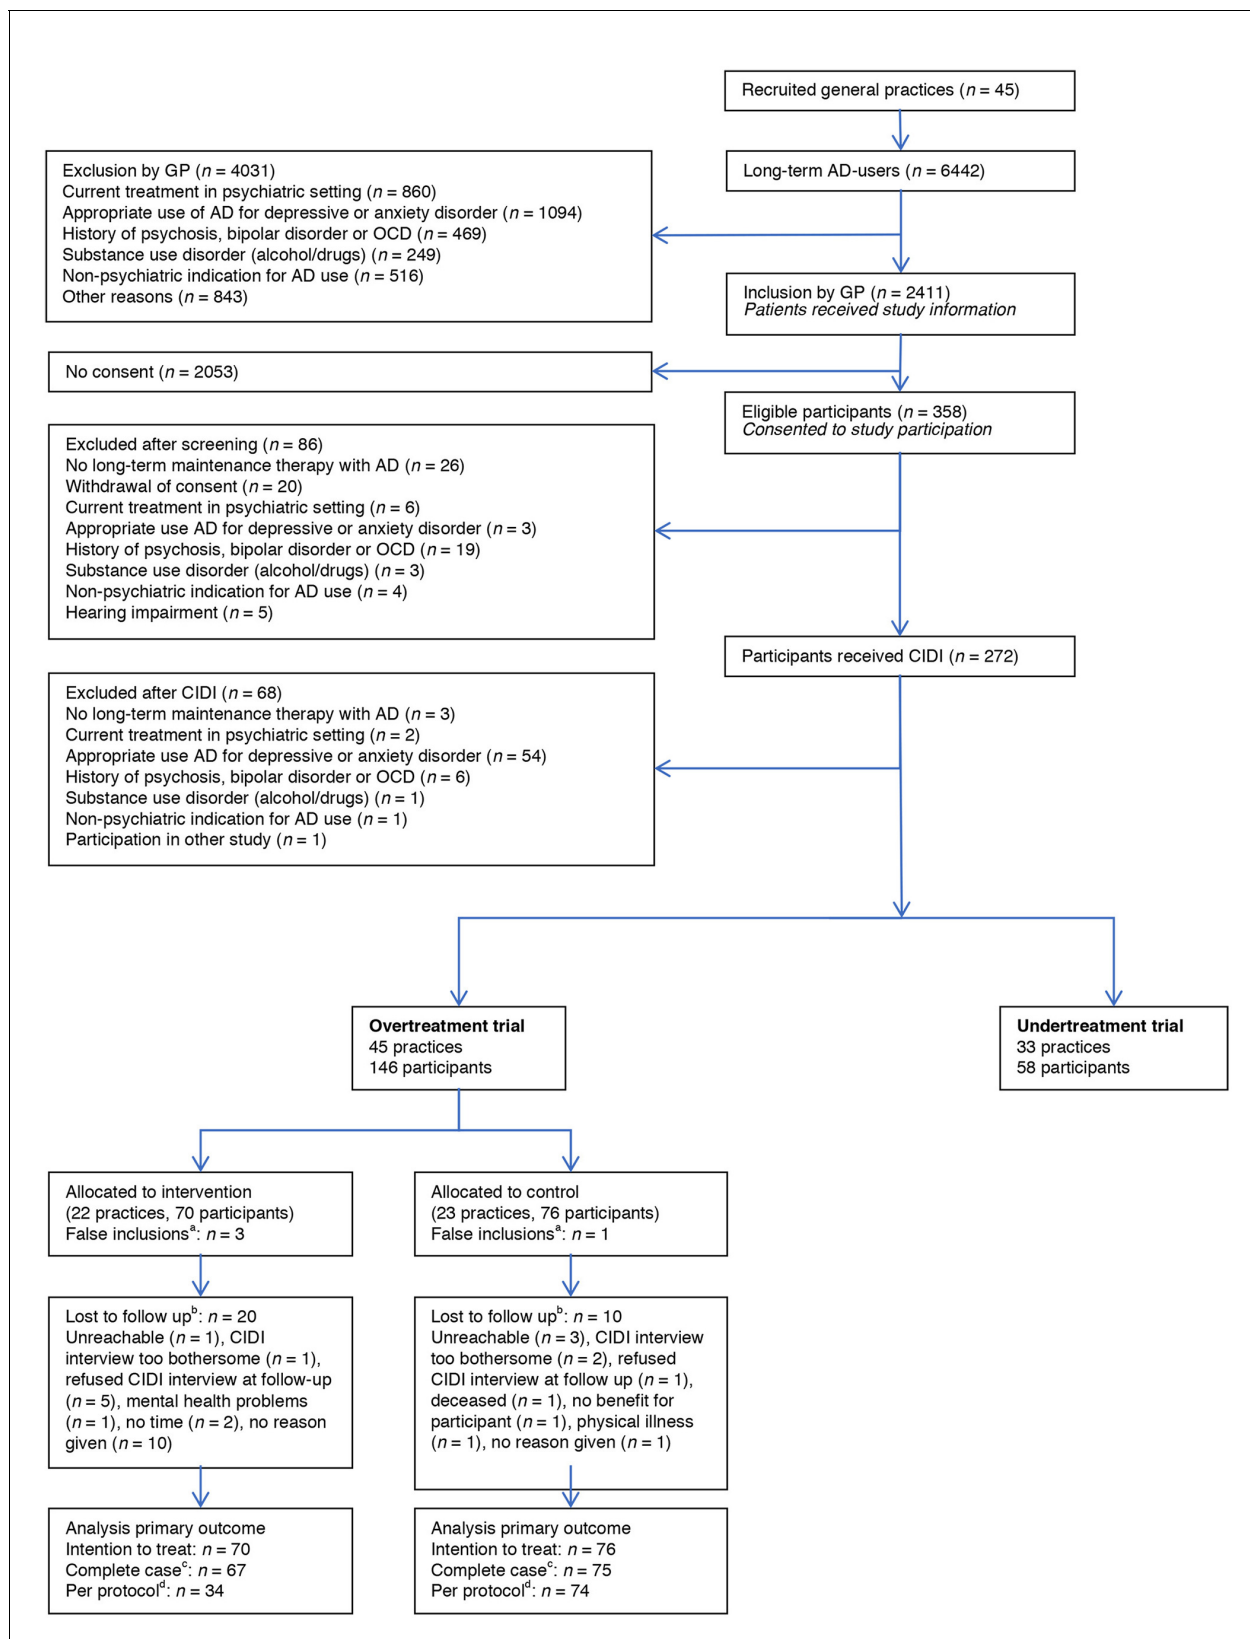 Recruited general practices (n = 45)
Long-term AD-users (n = 6442)
Exclusion by GP (n = 4031)
Current treatment in psychiatric setting (n = 860)
Appropriate use of AD for depressive or anxiety disorder (n = 1094)
History of psychosis, bipolar disorder or OCD (n = 469)
Substance use disorder (alcohol/drugs) (n = 249)
Non-psychiatric indication for AD use (n = 516)
Other reasons (n = 843)
Inclusion by GP (n = 2411)
Patients received study information
No consent (n = 2053)
Eligible participants (n = 358)
Consented to study participation
Excluded after screening (n = 86)
No long-term maintenance therapy with AD (n = 26)
Withdrawal of consent (n = 20)
Current treatment in psychiatric setting (n = 6)
Appropriate use AD for depressive or anxiety disorder (n = 3)
History of psychosis, bipolar disorder or OCD (n = 19)
Substance use disorder (alcohol/drugs) (n = 3)
Non-psychiatric indication for AD use (n = 4)
Hearing impairment (n = 5)
Participants received CIDI (n = 272)
Excluded after CIDI (n = 68)
No long-term maintenance therapy with AD (n = 3)
Current treatment in psychiatric setting (n = 2)
Appropriate use AD for depressive or anxiety disorder (n = 54)
History of psychosis, bipolar disorder or OCD (n = 6)
Substance use disorder (alcohol/drugs) (n = 1)
Non-psychiatric indication for AD use (n = 1)
Participation in other study (n = 1)
Overtreatment trial
45 practices
146 participants
Undertreatment trial
33 practices
58 participants
Allocated to intervention
(22 practices, 70 participants)
False inclusionsᵃ: n = 3
Allocated to control
(23 practices, 76 participants)
False inclusionsᵃ: n = 1
Lost to follow upᵇ: n = 20
Unreachable (n = 1), CIDI
interview too bothersome (n = 1),
refused CIDI interview at follow-up
(n = 5), mental health problems
(n = 1), no time (n = 2), no reason
given (n = 10)
Lost to follow upᵇ: n = 10
Unreachable (n = 3), CIDI interview
too bothersome (n = 2), refused
CIDI interview at follow up (n = 1),
deceased (n = 1), no benefit for
participant (n = 1), physical illness
(n = 1), no reason given (n = 1)
Analysis primary outcome
Intention to treat: n = 70
Complete caseᶜ: n = 67
Per protocolᵈ: n = 34
Analysis primary outcome
Intention to treat: n = 76
Complete caseᶜ: n = 75
Per protocolᵈ: n = 74